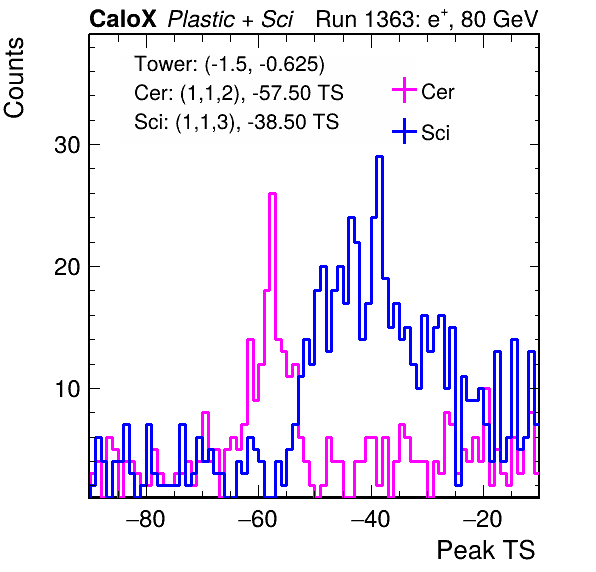 CaloX Plastic + Sci Run 1363: e⁺, 80 GeV
Tower: (-1.5, -0.625)
Cer: (1,1,2), -57.50 TS
Sci: (1,1,3), -38.50 TS
Cer
Sci
Counts
30
20
10
−80 −60 −40 −20
Peak TS